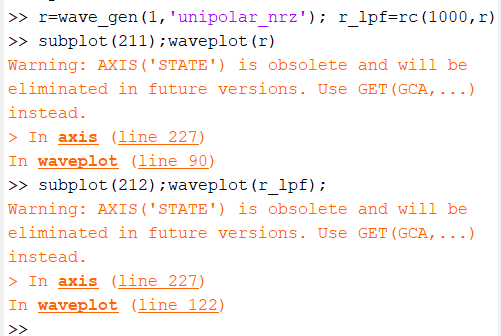 >> r=wave_gen(1,'unipolar_nrz'); r_lpf=rc(1000,r)
>> subplot(211);waveplot(r)
Warning: AXIS('STATE') is obsolete and will be
eliminated in future versions. Use GET(GCA,...)
instead.
> In axis (line 227)
In waveplot (line 90)
>> subplot(212);waveplot(r_lpf);
Warning: AXIS('STATE') is obsolete and will be
eliminated in future versions. Use GET(GCA,...)
instead.
> In axis (line 227)
In waveplot (line 122)
>>